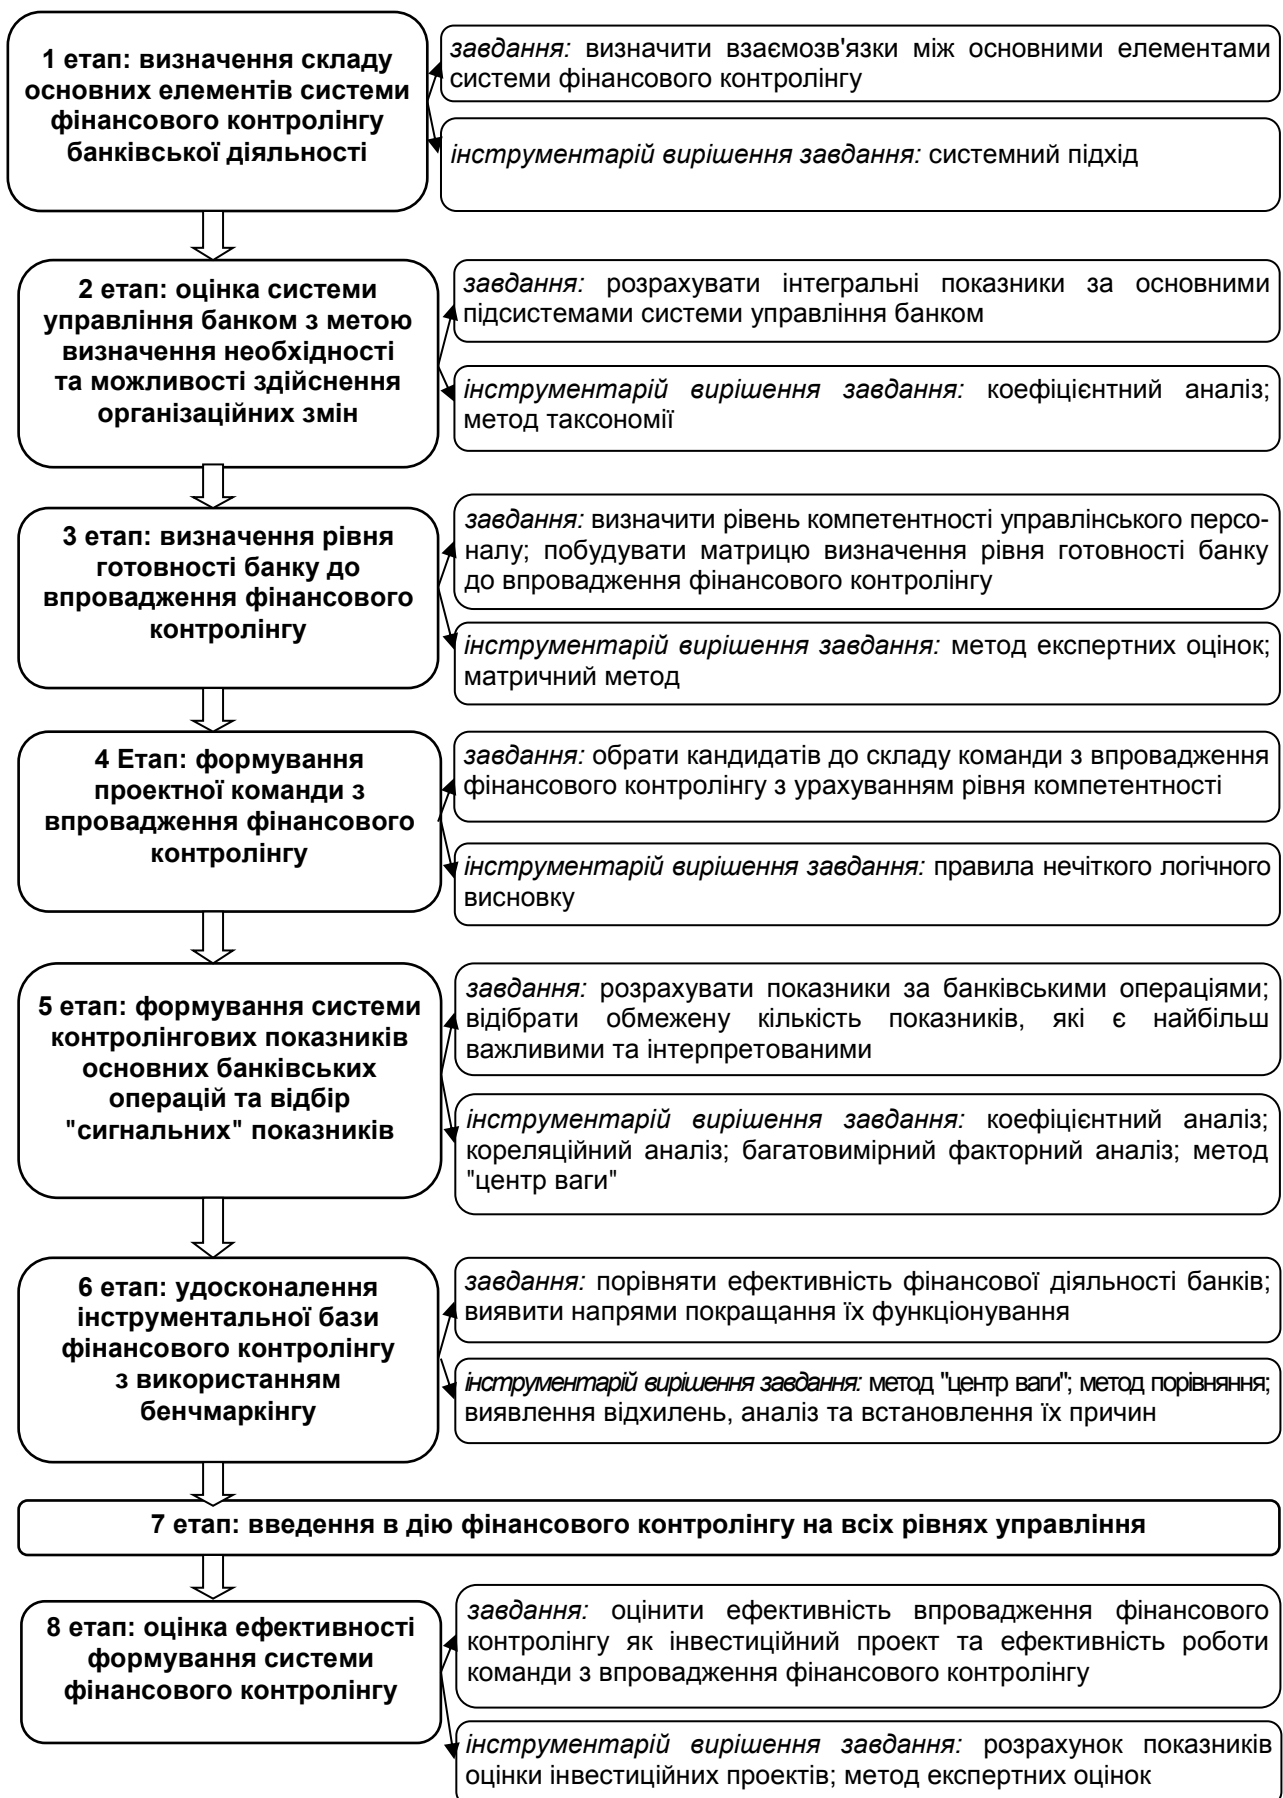 1 етап: визначення складу
основних елементів системи
фінансового контролінгу
банківської діяльності
завдання: визначити взаємозв'язки між основними елементами
системи фінансового контролінгу
інструментарій вирішення завдання: системний підхід
2 етап: оцінка системи
управління банком з метою
визначення необхідності
та можливості здійснення
організаційних змін
завдання: розрахувати інтегральні показники за основними
підсистемами системи управління банком
інструментарій вирішення завдання: коефіцієнтний аналіз;
метод таксономії
3 етап: визначення рівня
готовності банку до
впровадження фінансового
контролінгу
завдання: визначити рівень компетентності управлінського персо-
налу; побудувати матрицю визначення рівня готовності банку
до впровадження фінансового контролінгу
інструментарій вирішення завдання: метод експертних оцінок;
матричний метод
4 Етап: формування
проектної команди з
впровадження фінансового
контролінгу
завдання: обрати кандидатів до складу команди з впровадження
фінансового контролінгу з урахуванням рівня компетентності
інструментарій вирішення завдання: правила нечіткого логічного
висновку
5 етап: формування системи
контролінгових показників
основних банківських
операцій та відбір
"сигнальних" показників
завдання: розрахувати показники за банківськими операціями;
відібрати обмежену кількість показників, які є найбільш
важливими та інтерпретованими
інструментарій вирішення завдання: коефіцієнтний аналіз;
кореляційний аналіз; багатовимірний факторний аналіз; метод
"центр ваги"
6 етап: удосконалення
інструментальної бази
фінансового контролінгу
з використанням
бенчмаркінгу
завдання: порівняти ефективність фінансової діяльності банків;
виявити напрями покращання їх функціонування
інструментарій вирішення завдання: метод "центр ваги"; метод порівняння;
виявлення відхилень, аналіз та встановлення їх причин
7 етап: введення в дію фінансового контролінгу на всіх рівнях управління
8 етап: оцінка ефективності
формування системи
фінансового контролінгу
завдання: оцінити ефективність впровадження фінансового
контролінгу як інвестиційний проект та ефективність роботи
команди з впровадження фінансового контролінгу
інструментарій вирішення завдання: розрахунок показників
оцінки інвестиційних проектів; метод експертних оцінок